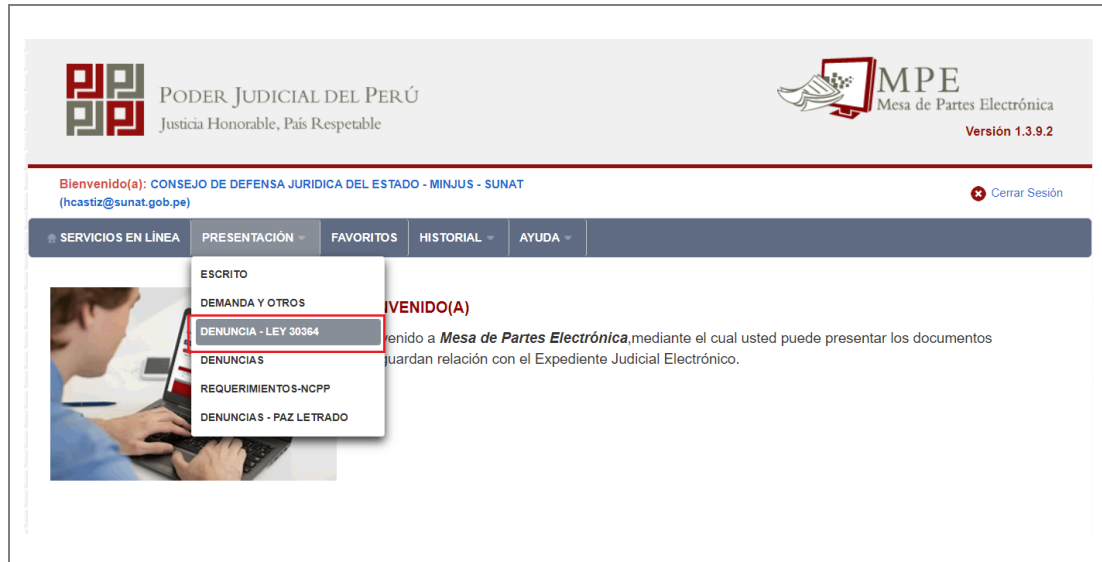 PODER JUDICIAL DEL PERÚ
Justicia Honorable, País Respetable
MPE
Mesa de Partes Electrónica
Versión 1.3.9.2
Bienvenido(a): CONSEJO DE DEFENSA JURIDICA DEL ESTADO - MINJUS - SUNAT
(hcastiz@sunat.gob.pe)
Cerrar Sesión
SERVICIOS EN LÍNEA PRESENTACIÓN FAVORITOS HISTORIAL AYUDA
ESCRITO
DEMANDA Y OTROS
DENUNCIA - LEY 30364
DENUNCIAS
REQUERIMIENTOS-NCPP
DENUNCIAS - PAZ LETRADO
VENIDO(A)
enido a Mesa de Partes Electrónica,mediante el cual usted puede presentar los documentos
guardan relación con el Expediente Judicial Electrónico.